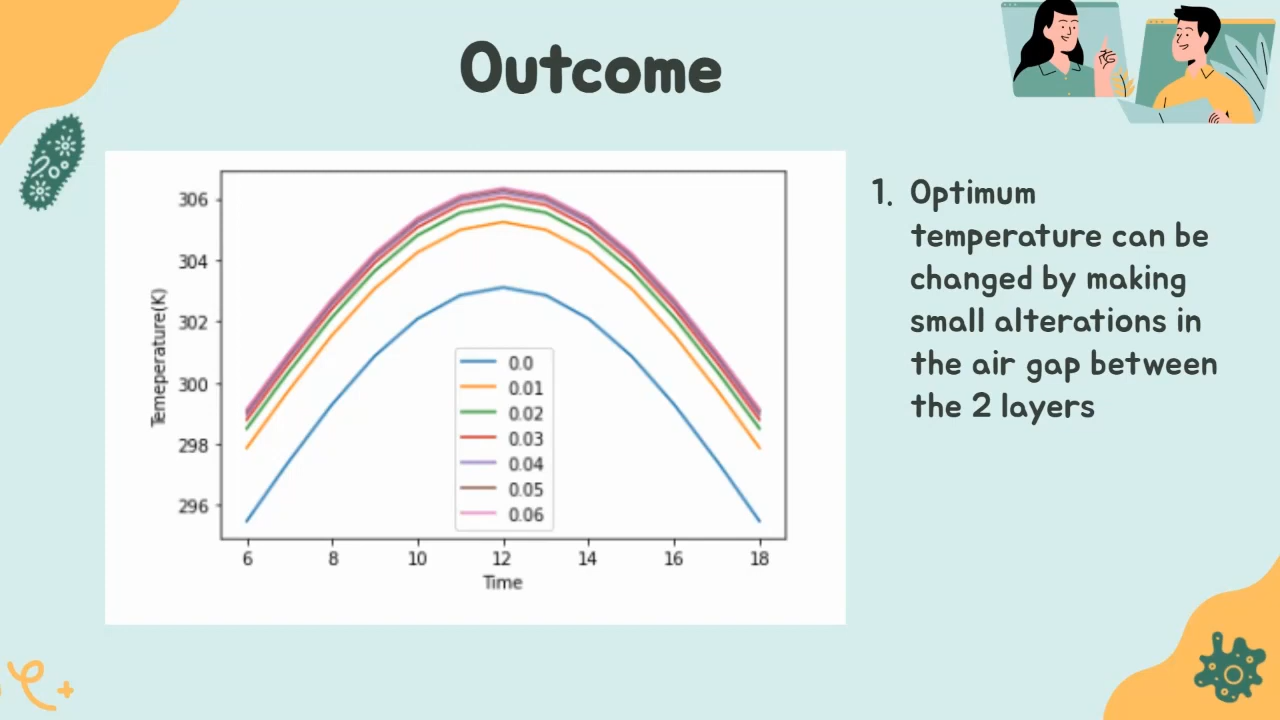 Outcome
306
304
302
300
298
296
Temeperature(K)
0.0
0.01
0.02
0.03
0.04
0.05
0.06
6 8 10 12 14 16 18
Time
1. Optimum
temperature can be
changed by making
small alterations in
the air gap between
the 2 layers